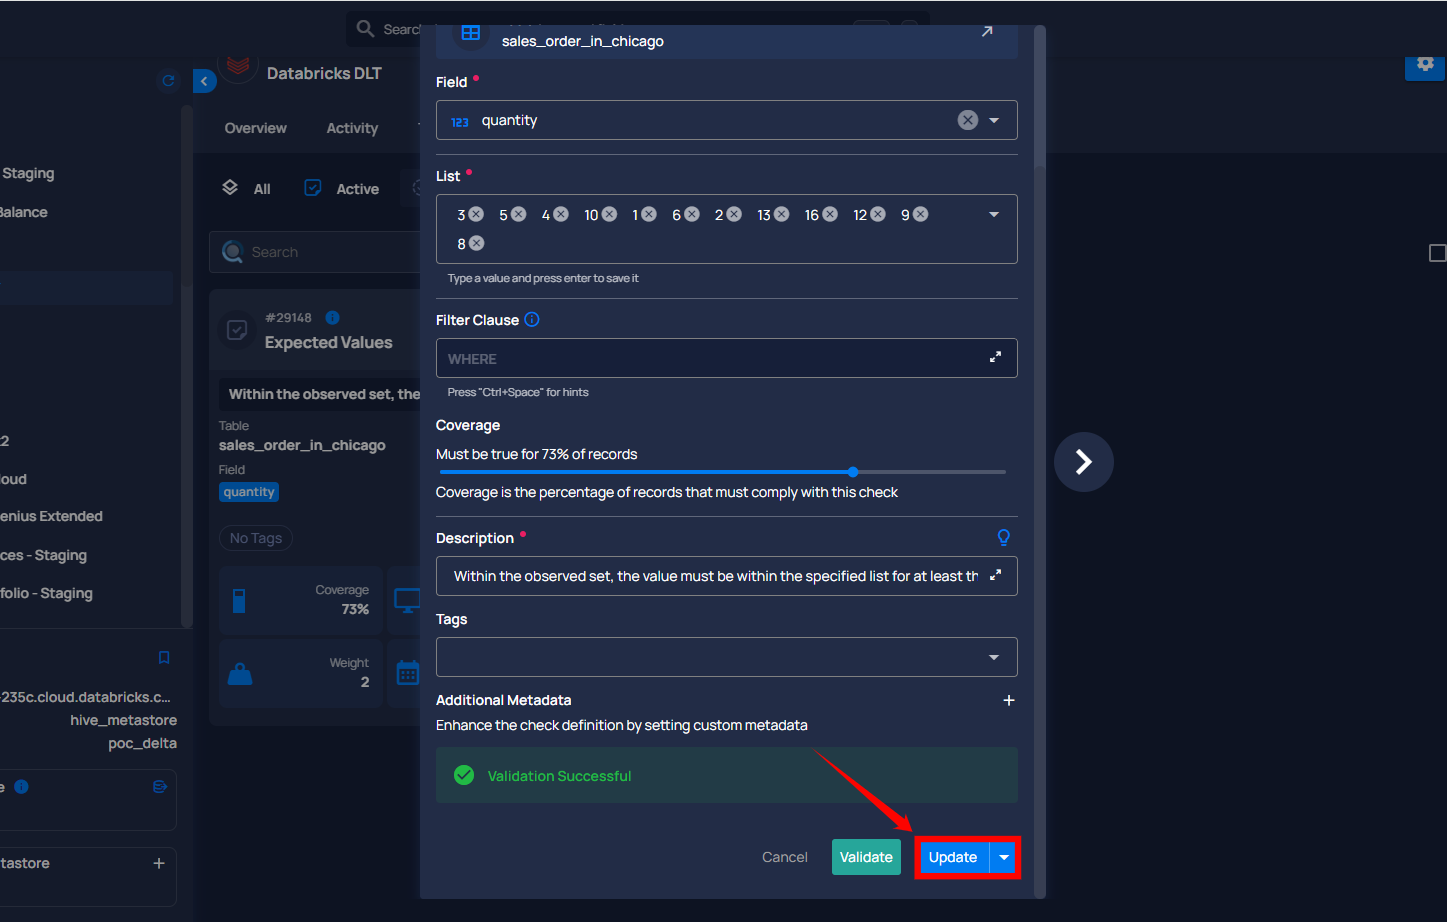 Search
sales_order_in_chicago
Databricks DLT
Field
Overview
Activity
123 quantity
Staging
List
All
Active
3 5 4 10 1 6 2 13 16 12 9
8
Balance
Search
Type a value and press enter to save it
#29148
Filter Clause
Expected Values
WHERE
Within the observed set, the
Press "Ctrl+Space" for hints
Table
Coverage
sales_order_in_chicago
Must be true for 73% of records
Field
quantity
Coverage is the percentage of records that must comply with this check
enius Extended
No Tags
Description
ces - Staging
Within the observed set, the value must be within the specified list for at least th
folio - Staging
Coverage
73%
Tags
Weight
2
235c.cloud.databricks.c...
hive_metastore
poc_delta
Additional Metadata
Enhance the check definition by setting custom metadata
Validation Successful
tastore
Cancel
Validate
Update